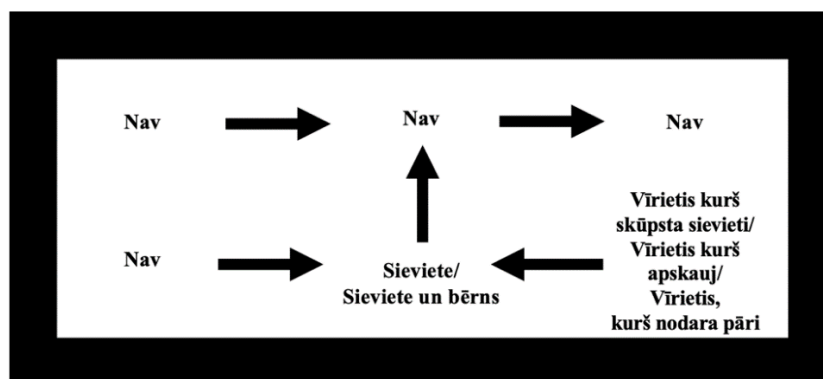 Nav
Nav
Nav
Nav
Sieviete/
Sieviete un bērns
Vīrietis kurš
skūpsta sievieti/
Vīrietis kurš
apskauj/
Vīrietis,
kurš nodara pāri